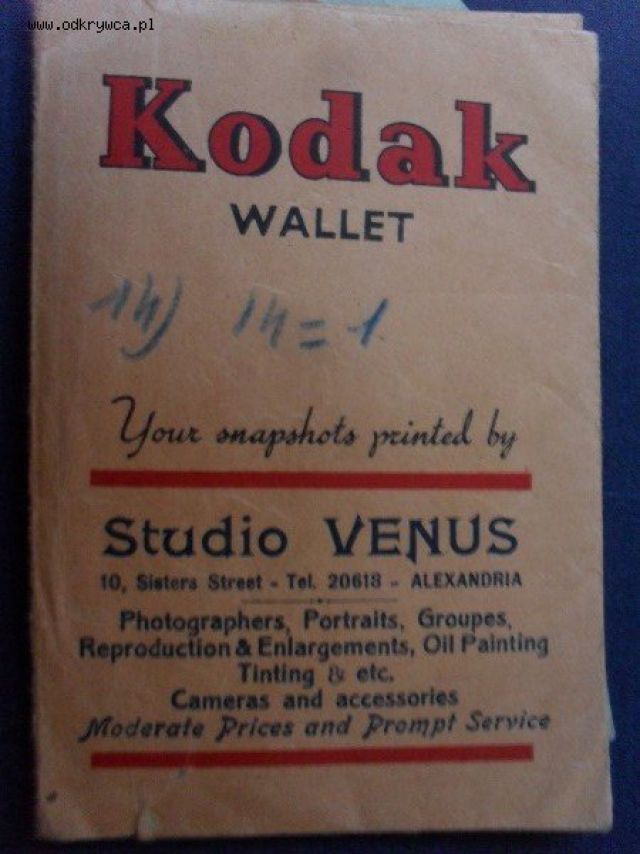 www.odkrywca.pl
Kodak
WALLET
14) 14 = 1.
Your snapshots printed by
Studio VENUS
10, Sisters Street - Tel. 20618 - ALEXANDRIA
Photographers, Portraits, Groupes,
Reproduction & Enlargements, Oil Painting
Tinting & etc.
Cameras and accessories
Moderate Prices and Prompt Service